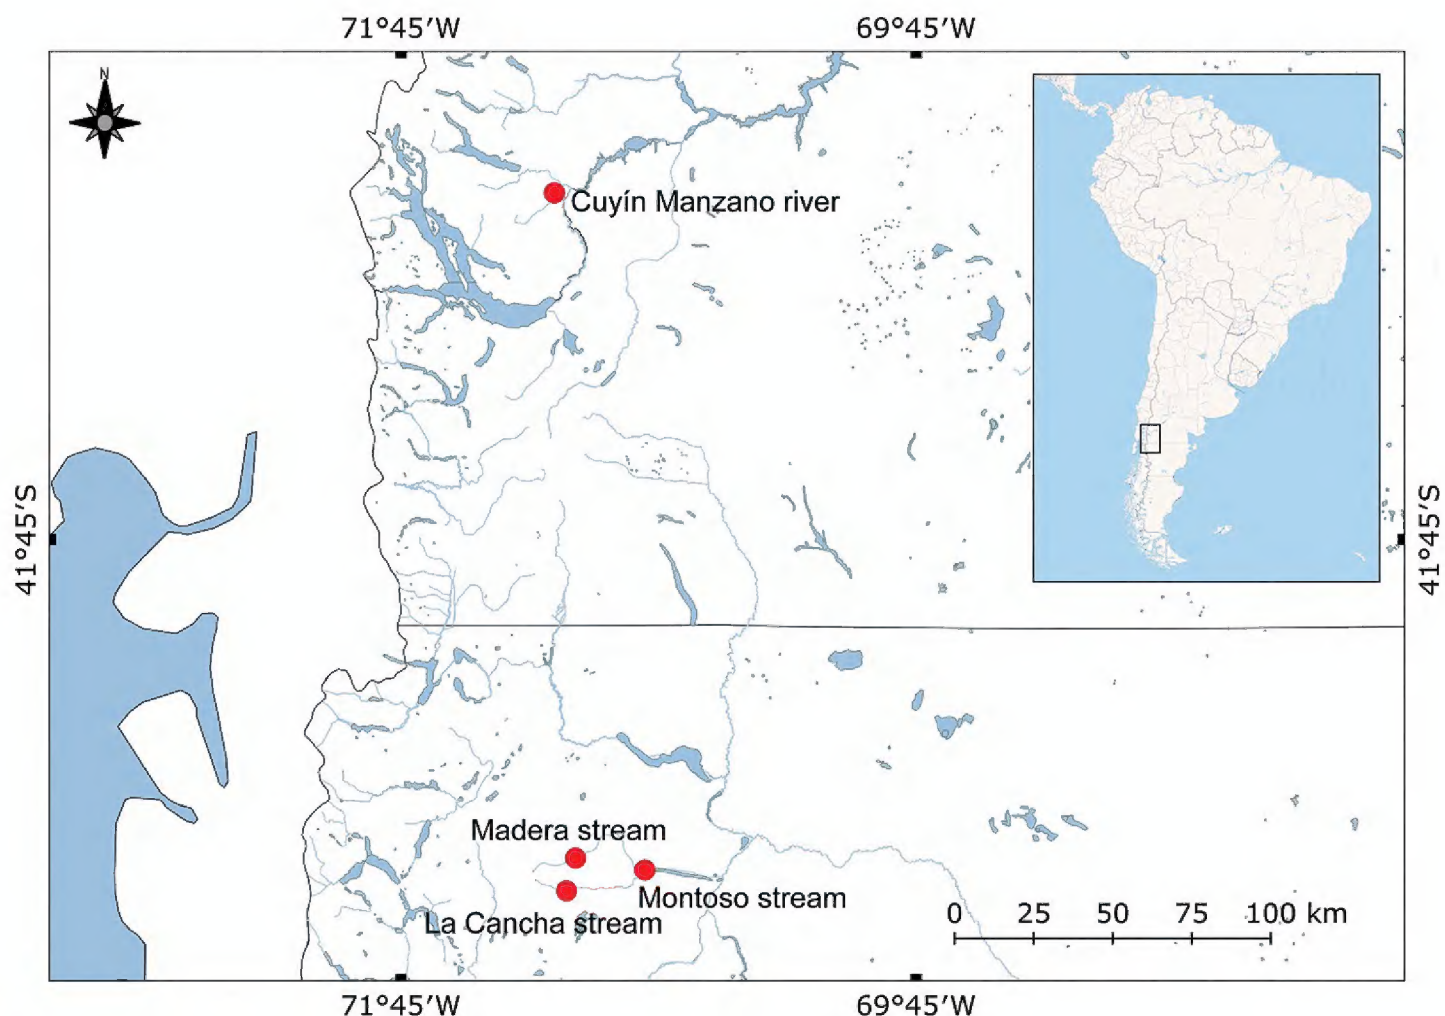 71°45′W
69°45′W
N
Cuyín Manzano river
41°45′S
41°45′S
Madera stream
Montoso stream
La Cancha stream
0 25 50 75 100 km
71°45′W
69°45′W